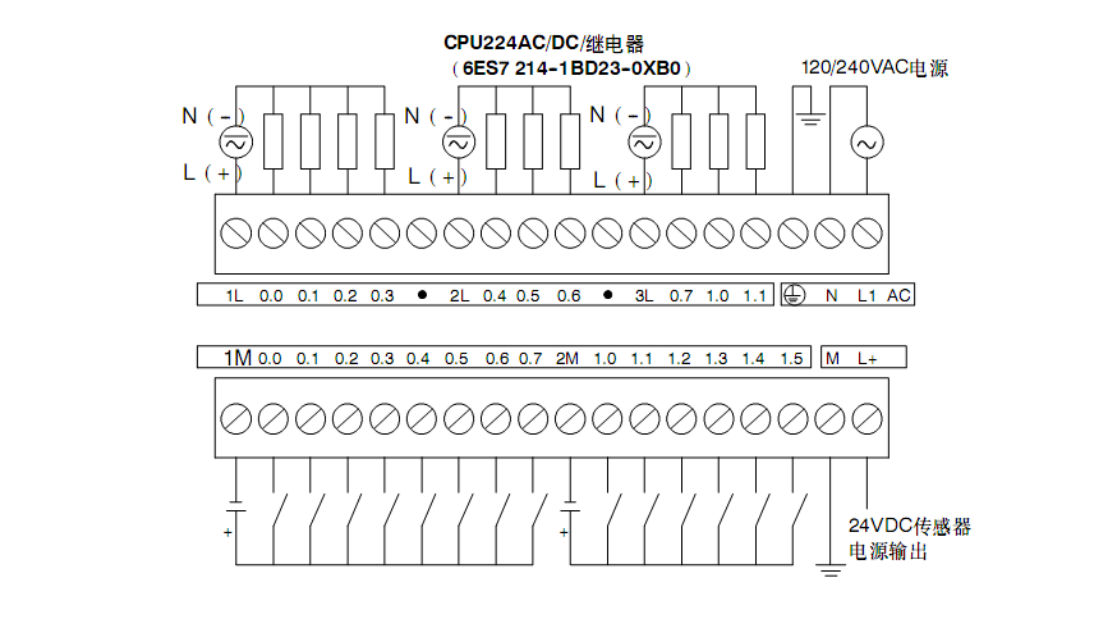 CPU224AC/DC/继电器
（6ES7 214-1BD23-0XB0）
120/240VAC电源
N (-) N (-) N (-)
L (+) L (+) L (+)
1L 0.0 0.1 0.2 0.3 ● 2L 0.4 0.5 0.6 ● 3L 0.7 1.0 1.1 N L1 AC
1M 0.0 0.1 0.2 0.3 0.4 0.5 0.6 0.7 2M 1.0 1.1 1.2 1.3 1.4 1.5 M L+
+ +
24VDC传感器
电源输出